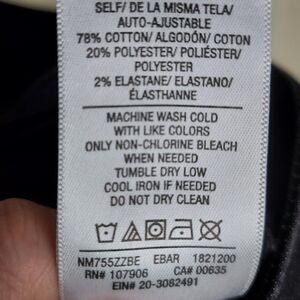 SELF/ DE LA MISMA TELA/
AUTO-AJUSTABLE
78% COTTON/ ALGODÓN/ COTON
20% POLYESTER/ POLIÉSTER/
POLYESTER
2% ELASTANE/ ELASTANO/
ÉLASTHANNE
MACHINE WASH COLD
WITH LIKE COLORS
ONLY NON-CHLORINE BLEACH
WHEN NEEDED
TUMBLE DRY LOW
COOL IRON IF NEEDED
DO NOT DRY CLEAN
NM755ZZBE EBAR 1821200
RN# 107906 CA# 00635
EIN# 20-3082491